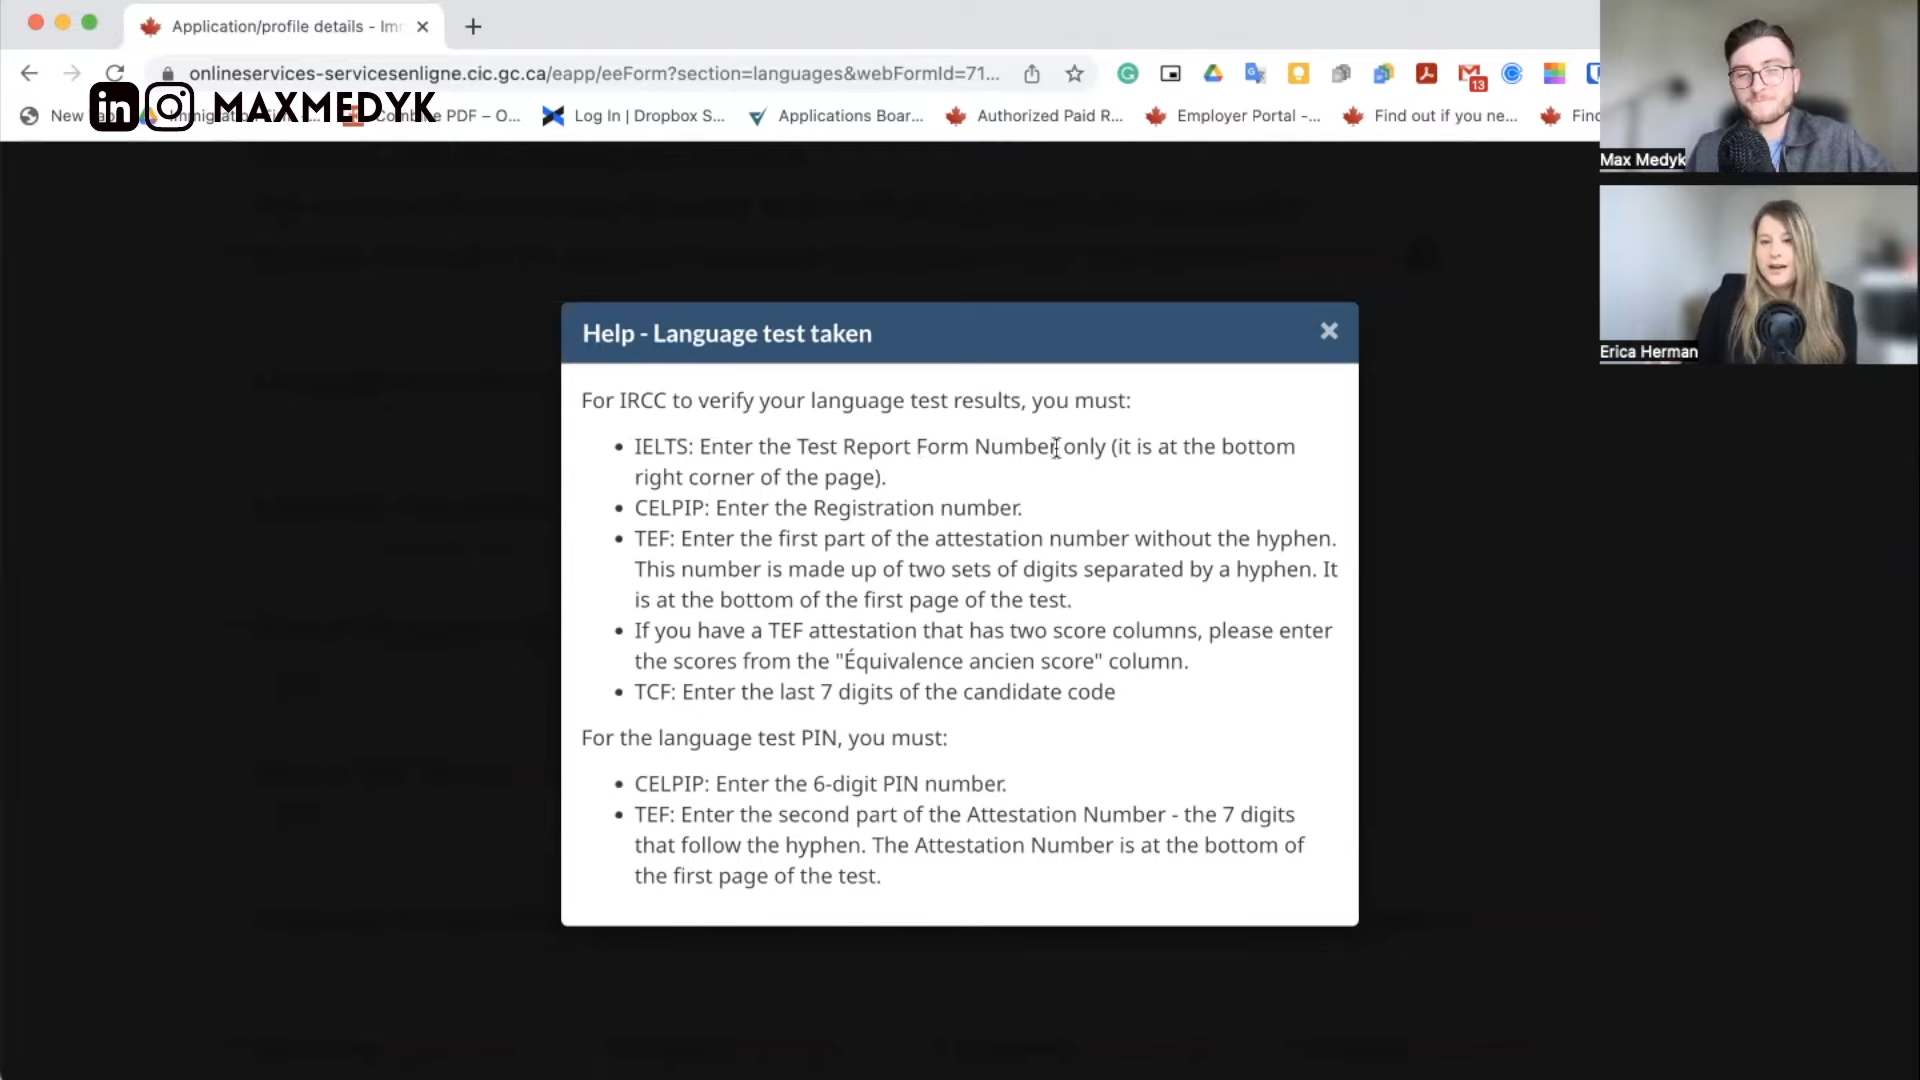 Application/profile details - Im
onlineservices-servicesenligne.cic.gc.ca/eapp/eeForm?section=languages&webFormId=71...
13
in MAXMEDYK
New
PDF – O...
Log In | Dropbox S...
Applications Boar...
Authorized Paid R...
Employer Portal -...
Find out if you ne...
Max Medyk
Erica Herman
Help - Language test taken
For IRCC to verify your language test results, you must:
• IELTS: Enter the Test Report Form Number only (it is at the bottom
right corner of the page).
• CELPIP: Enter the Registration number.
• TEF: Enter the first part of the attestation number without the hyphen.
This number is made up of two sets of digits separated by a hyphen. It
is at the bottom of the first page of the test.
• If you have a TEF attestation that has two score columns, please enter
the scores from the "Équivalence ancien score" column.
• TCF: Enter the last 7 digits of the candidate code
For the language test PIN, you must:
• CELPIP: Enter the 6-digit PIN number.
• TEF: Enter the second part of the Attestation Number - the 7 digits
that follow the hyphen. The Attestation Number is at the bottom of
the first page of the test.